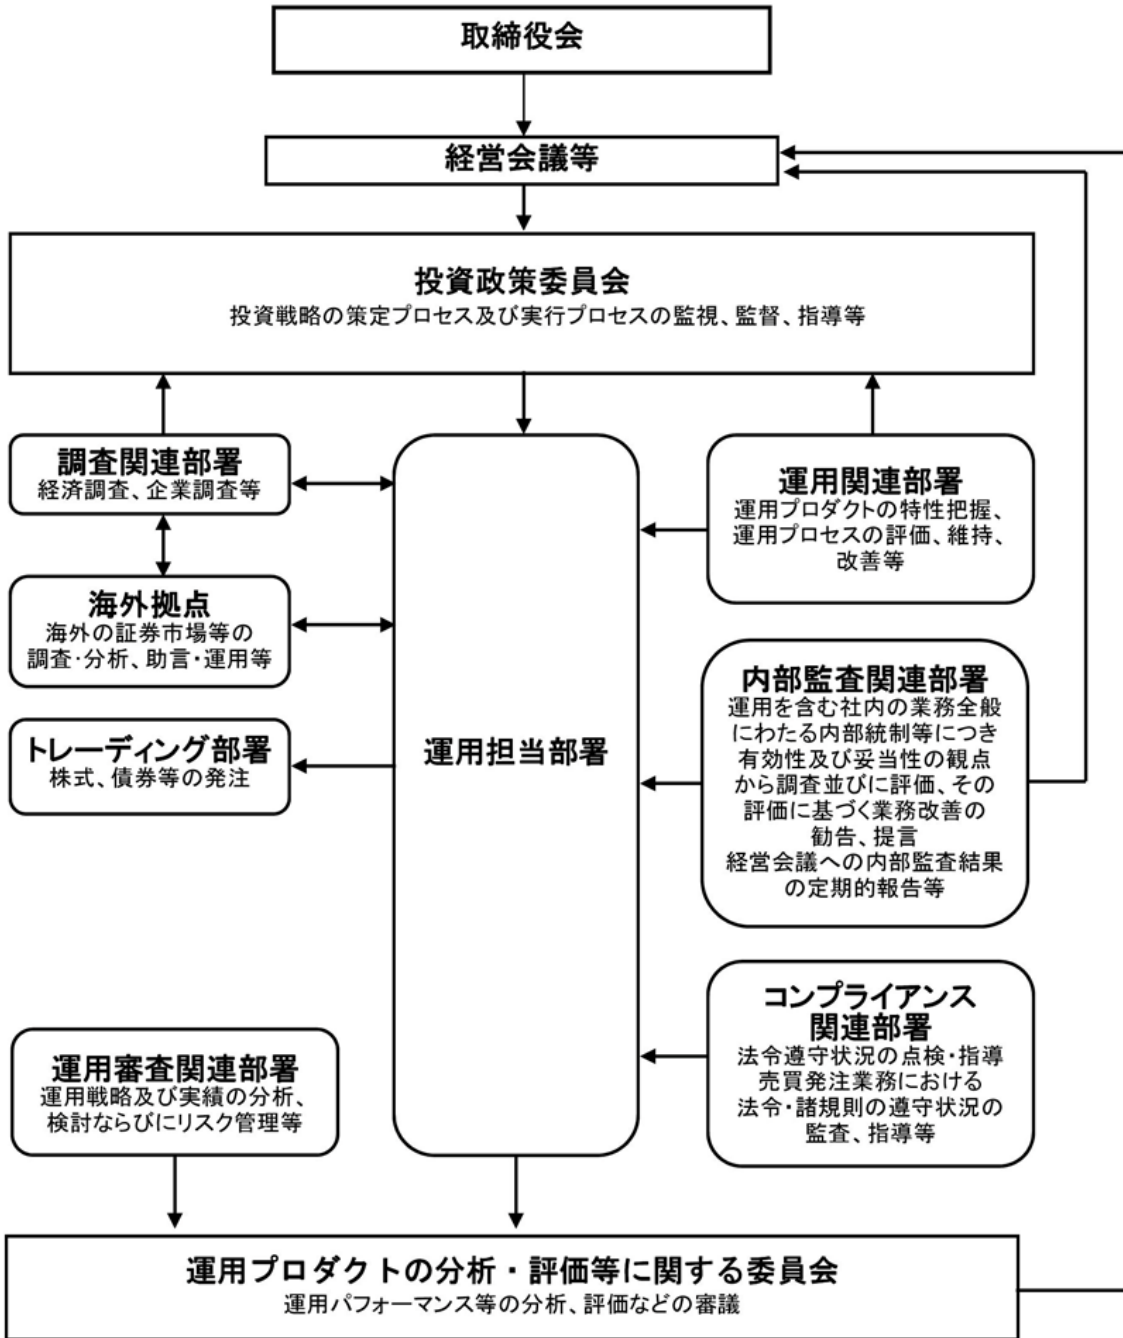 取締役会
経営会議等
投資政策委員会
投資戦略の策定プロセス及び実行プロセスの監視、監督、指導等
調査関連部署
経済調査、企業調査等
海外拠点
海外の証券市場等の
調査・分析、助言・運用等
トレーディング部署
株式、債券等の発注
運用審査関連部署
運用戦略及び実績の分析、
検討ならびにリスク管理等
運用担当部署
運用関連部署
運用プロダクトの特性把握、
運用プロセスの評価、維持、
改善等
内部監査関連部署
運用を含む社内の業務全般
にわたる内部統制等につき
有効性及び妥当性の観点
から調査並びに評価、その
評価に基づく業務改善の
勧告、提言
経営会議への内部監査結果
の定期的報告等
コンプライアンス
関連部署
法令遵守状況の点検・指導
売買発注業務における
法令・諸規則の遵守状況の
監査、指導等
運用プロダクトの分析・評価等に関する委員会
運用パフォーマンス等の分析、評価などの審議